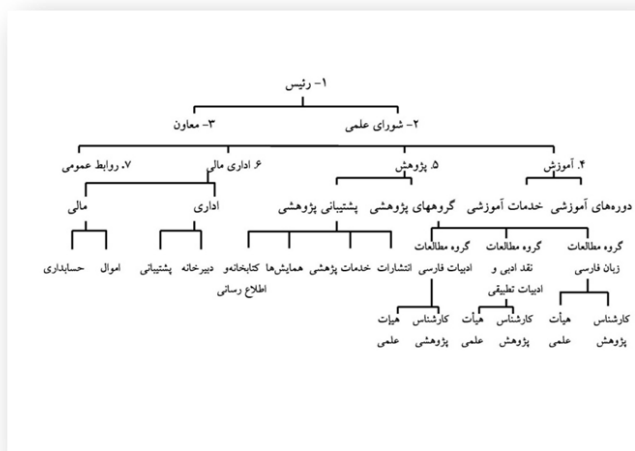 ۱- رئیس
۲- شورای علمی
۳- معاون
۴. آموزش
۵. پژوهش
۶. اداری مالی
۷. روابط عمومی
دوره‌های آموزشی
خدمات آموزشی
گروههای پژوهشی
پشتیبانی پژوهشی
اداری
مالی
گروه مطالعات
زبان فارسی
گروه مطالعات
نقد ادبی و
ادبیات تطبیقی
گروه مطالعات
ادبیات فارسی
انتشارات
خدمات پژهشی
همایش‌ها
کتابخانه‌و
اطلاع رسانی
دبیرخانه
پشتیبانی
اموال
حسابداری
کارشناس
پژوهش
هیأت
علمی
کارشناس
پژوهش
هیأت
علمی
کارشناس
پژوهشی
هیات
علمی